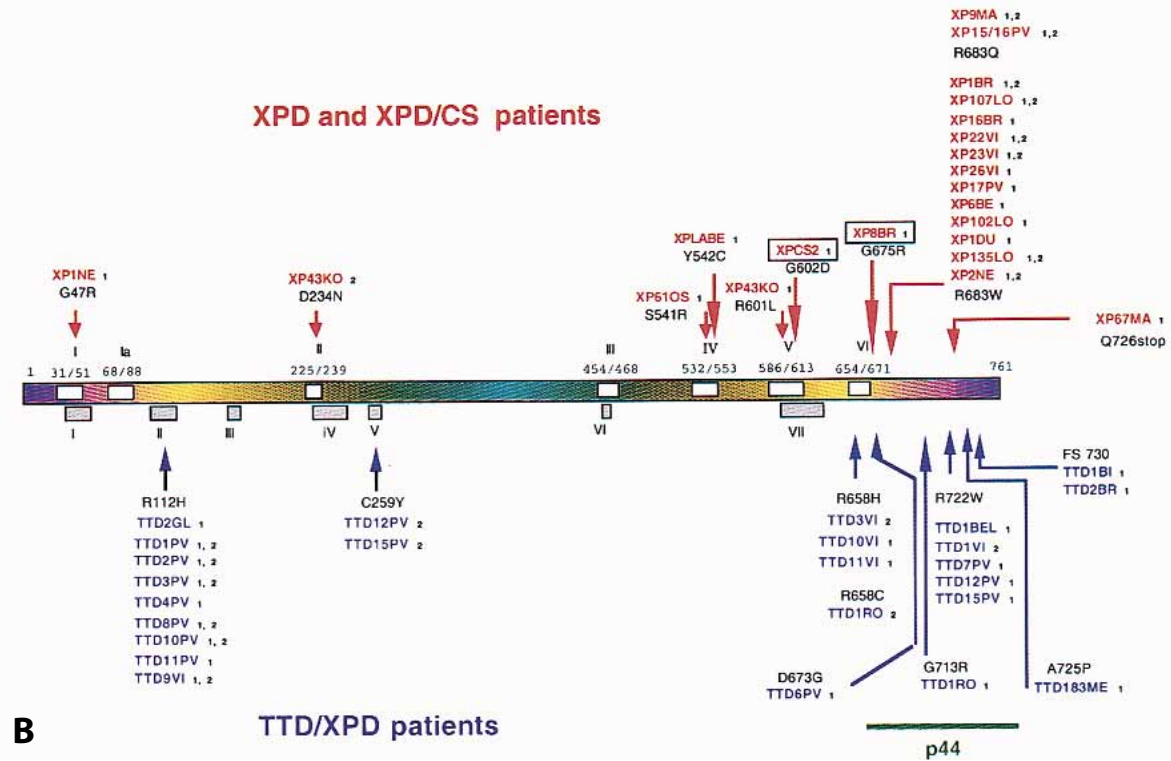 XP9MA 1,2
XP15/16PV 1,2
R683Q
XP1BR 1,2
XP107LO 1,2
XP16BR 1
XP22VI 1,2
XP23VI 1,2
XP26VI 1
XP17PV 1
XP6BE 1
XP102LO 1
XP1DU 1
XP135LO 1,2
XP2NE 1,2
R683W
XPD and XPD/CS patients
XP8BR 1
G675R
XPLABE 1
Y542C
XPCS2 1
G602D
XP1NE 1
G47R
XP43KO 2
D234N
XP61OS 1
S541R
XP43KO 1
R601L
XP67MA 1
Q726stop
I Ia II III IV V VI
1 31/51 68/88 225/239 454/468 532/553 586/613 654/671 761
I II III IV V VI VII
R112H
TTD2GL 1
TTD1PV 1, 2
TTD2PV 1, 2
TTD3PV 1, 2
TTD4PV 1
TTD8PV 1, 2
TTD10PV 1, 2
TTD11PV 1
TTD9VI 1, 2
C259Y
TTD12PV 2
TTD15PV 2
R658H
TTD3VI 2
TTD10VI 1
TTD11VI 1
R658C
TTD1RO 2
D673G
TTD6PV 1
R722W
TTD1BEL 1
TTD1VI 2
TTD7PV 1
TTD12PV 1
TTD15PV 1
G713R
TTD1RO 1
FS 730
TTD1BI 1
TTD2BR 1
A725P
TTD183ME 1
B
TTD/XPD patients
p44